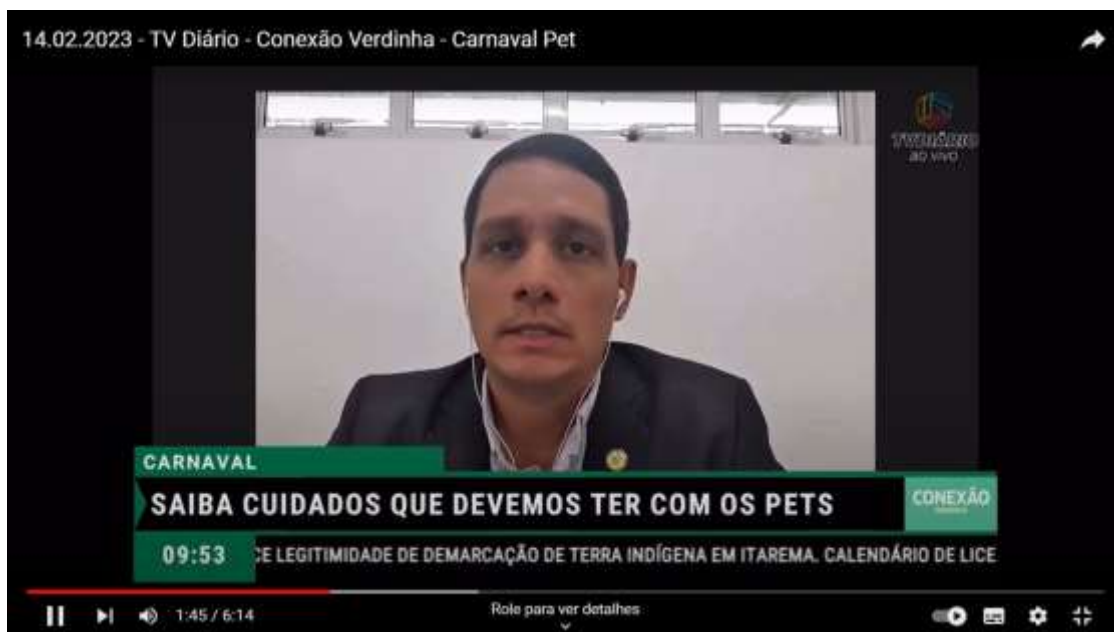 14.02.2023 - TV Diário - Conexão Verdinha - Carnaval Pet
TVDIÁRIO
AO VIVO
CARNAVAL
SAIBA CUIDADOS QUE DEVEMOS TER COM OS PETS
CONEXÃO
09:53
CE LEGITIMIDADE DE DEMARCAÇÃO DE TERRA INDÍGENA EM ITAREMA. CALENDÁRIO DE LICE
1:45 / 6:14
Role para ver detalhes